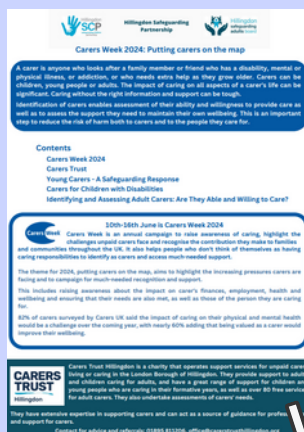 Hillingdon
SCP
Hillingdon Safeguarding
Partnership
Hillingdon
safeguarding
adults board
Carers Week 2024: Putting carers on the map
A carer is anyone who looks after a family member or friend who has a disability, mental or
physical illness, or addiction, or who needs extra help as they grow older. Carers can be
children, young people or adults. The impact of caring on all aspects of a carer's life can be
significant. Caring without the right information and support can be tough.
Identification of carers enables assessment of their ability and willingness to provide care as
well as to assess the support they need to maintain their own wellbeing. This is an important
step to reduce the risk of harm both to carers and to the people they care for.
Contents
Carers Week 2024
Carers Trust
Young Carers - A Safeguarding Response
Carers for Children with Disabilities
Identifying and Assessing Adult Carers: Are They Able and Willing to Care?
10th-16th June is Carers Week 2024
Carers Week
Carers Week is an annual campaign to raise awareness of caring, highlight the
challenges unpaid carers face and recognise the contribution they make to families
and communities throughout the UK. It also helps people who don't think of themselves as having
caring responsibilities to identify as carers and access much-needed support.
The theme for 2024, putting carers on the map, aims to highlight the increasing pressures carers are
facing and to campaign for much-needed recognition and support.
This includes raising awareness about the impact on carer's finances, employment, health and
wellbeing and ensuring that their needs are also met, as well as those of the person they are caring
for.
82% of carers surveyed by Carers UK said the impact of caring on their physical and mental health
would be a challenge over the coming year, with nearly 60% adding that being valued as a carer would
improve their wellbeing.
CARERS
TRUST
Hillingdon
Carers Trust Hillingdon is a charity that operates support services for unpaid carers
living or caring in the London Borough of Hillingdon. They provide support to adults
and children caring for adults, and have a great range of support for children and
young people who are caring in their formative years, as well as over 80 free services
for adult carers. They also undertake assessments of carers' needs.
They have extensive expertise in supporting carers and can act as a source of guidance for
and support for carers.
Contact for advice and referrals: 01895 811206,